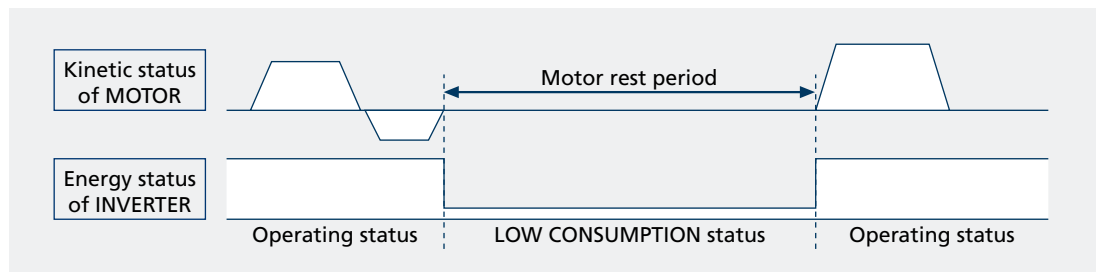 Kinetic status
of MOTOR
Motor rest period
Energy status
of INVERTER
Operating status
LOW CONSUMPTION status
Operating status